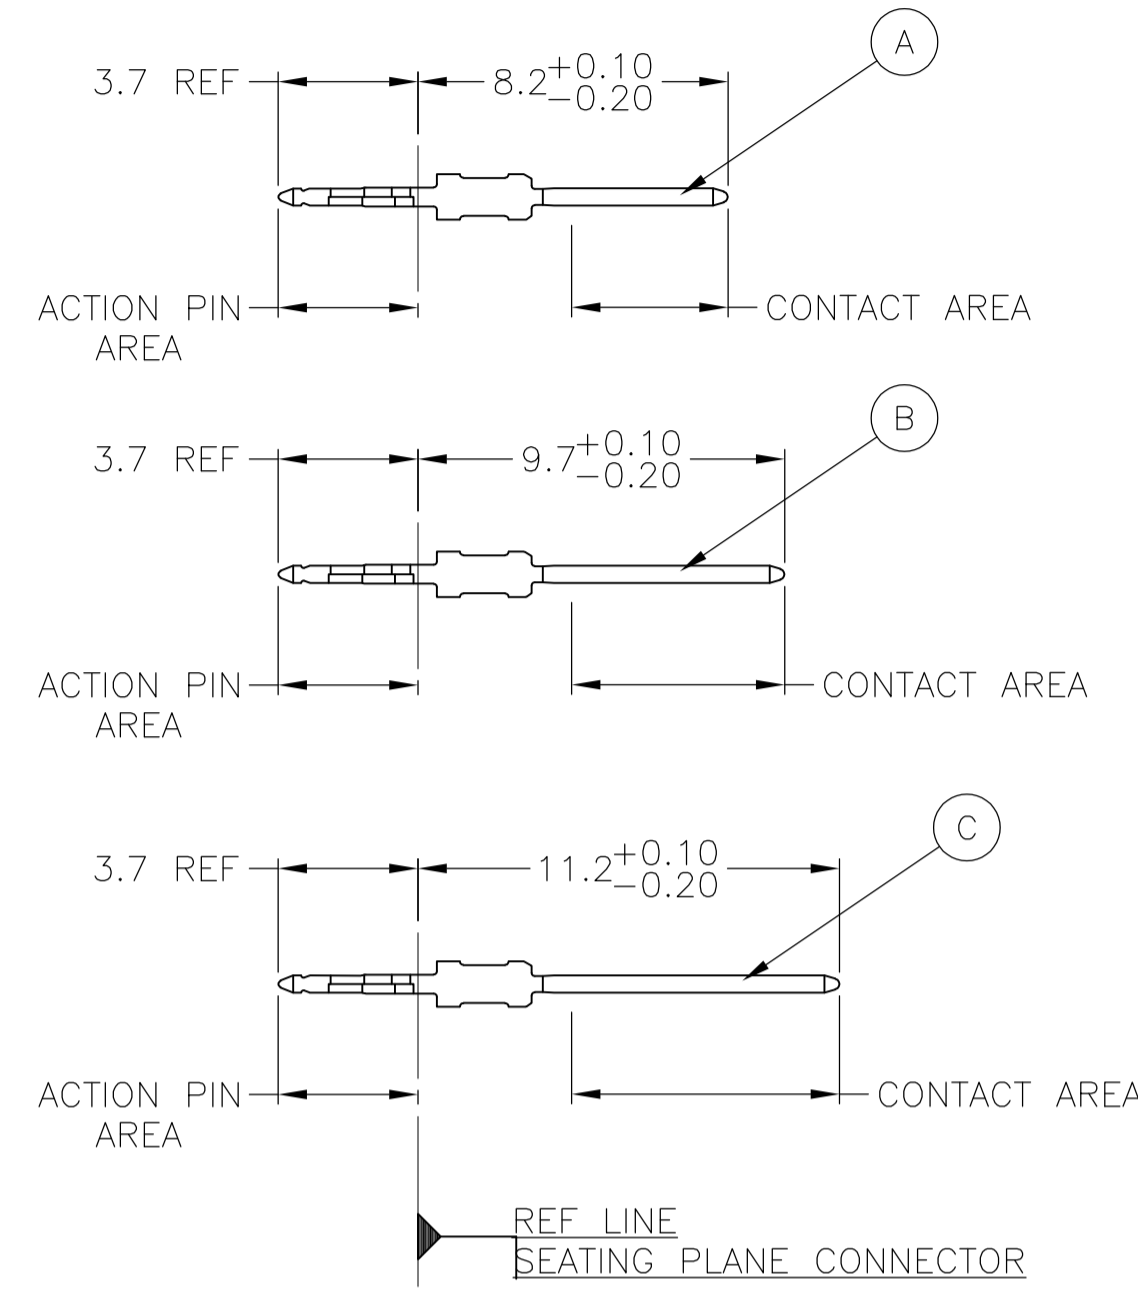 A
3.7 REF
8.2 +0.10 -0.20
ACTION PIN AREA
CONTACT AREA
B
3.7 REF
9.7 +0.10 -0.20
ACTION PIN AREA
CONTACT AREA
C
3.7 REF
11.2 +0.10 -0.20
ACTION PIN AREA
CONTACT AREA
REF LINE
SEATING PLANE CONNECTOR